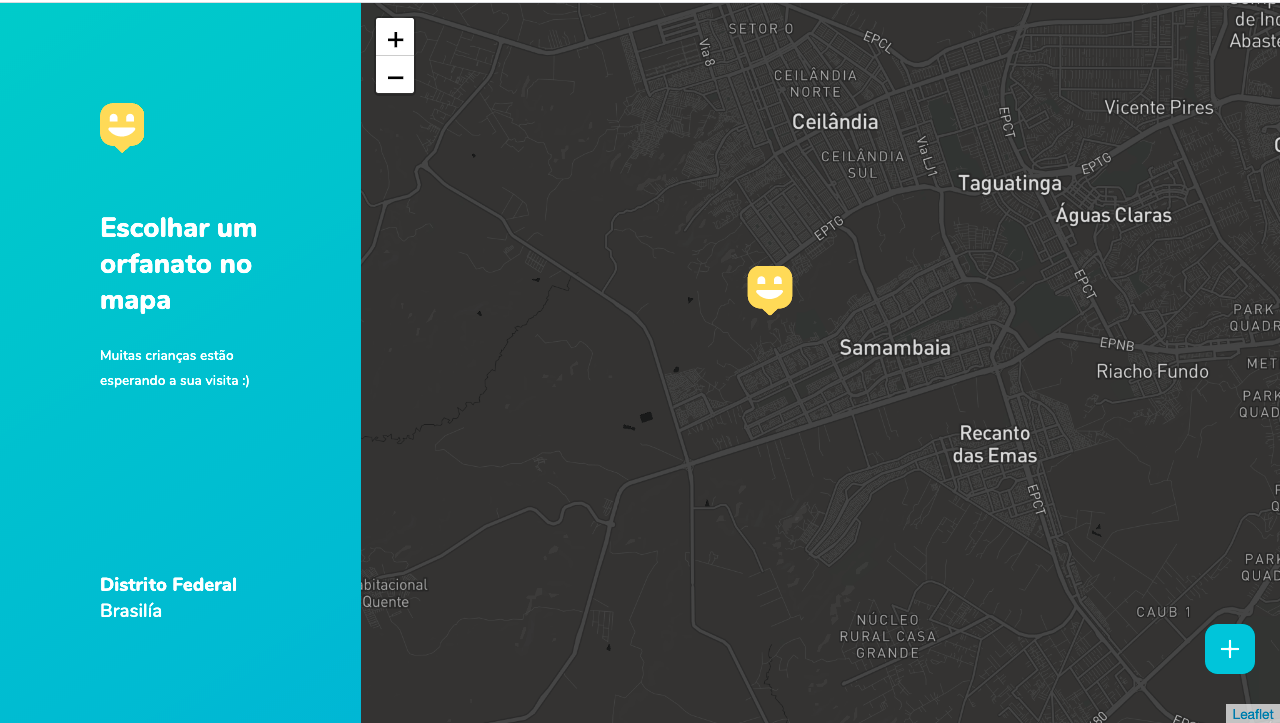 Escolhar um
orfanato no
mapa
Muitas crianças estão
esperando a sua visita :)
Distrito Federal
Brasilía
+
−
SETOR O
Via 8
EPCL
de Inc
Abaste
CEILÂNDIA
NORTE
Ceilândia
Vicente Pires
EPCT
CEILÂNDIA
SUL
Via LJ1
EPTG
Taguatinga
Águas Claras
EPTG
EPCT
PARK
QUADR
Samambaia
EPNB
Riacho Fundo
MET
PARK
QUAD
Recanto
das Emas
EPCT
PARK
QUAD
abitacional
Quente
CAUB 1
NÚCLEO
RURAL CASA
GRANDE
+
Leaflet